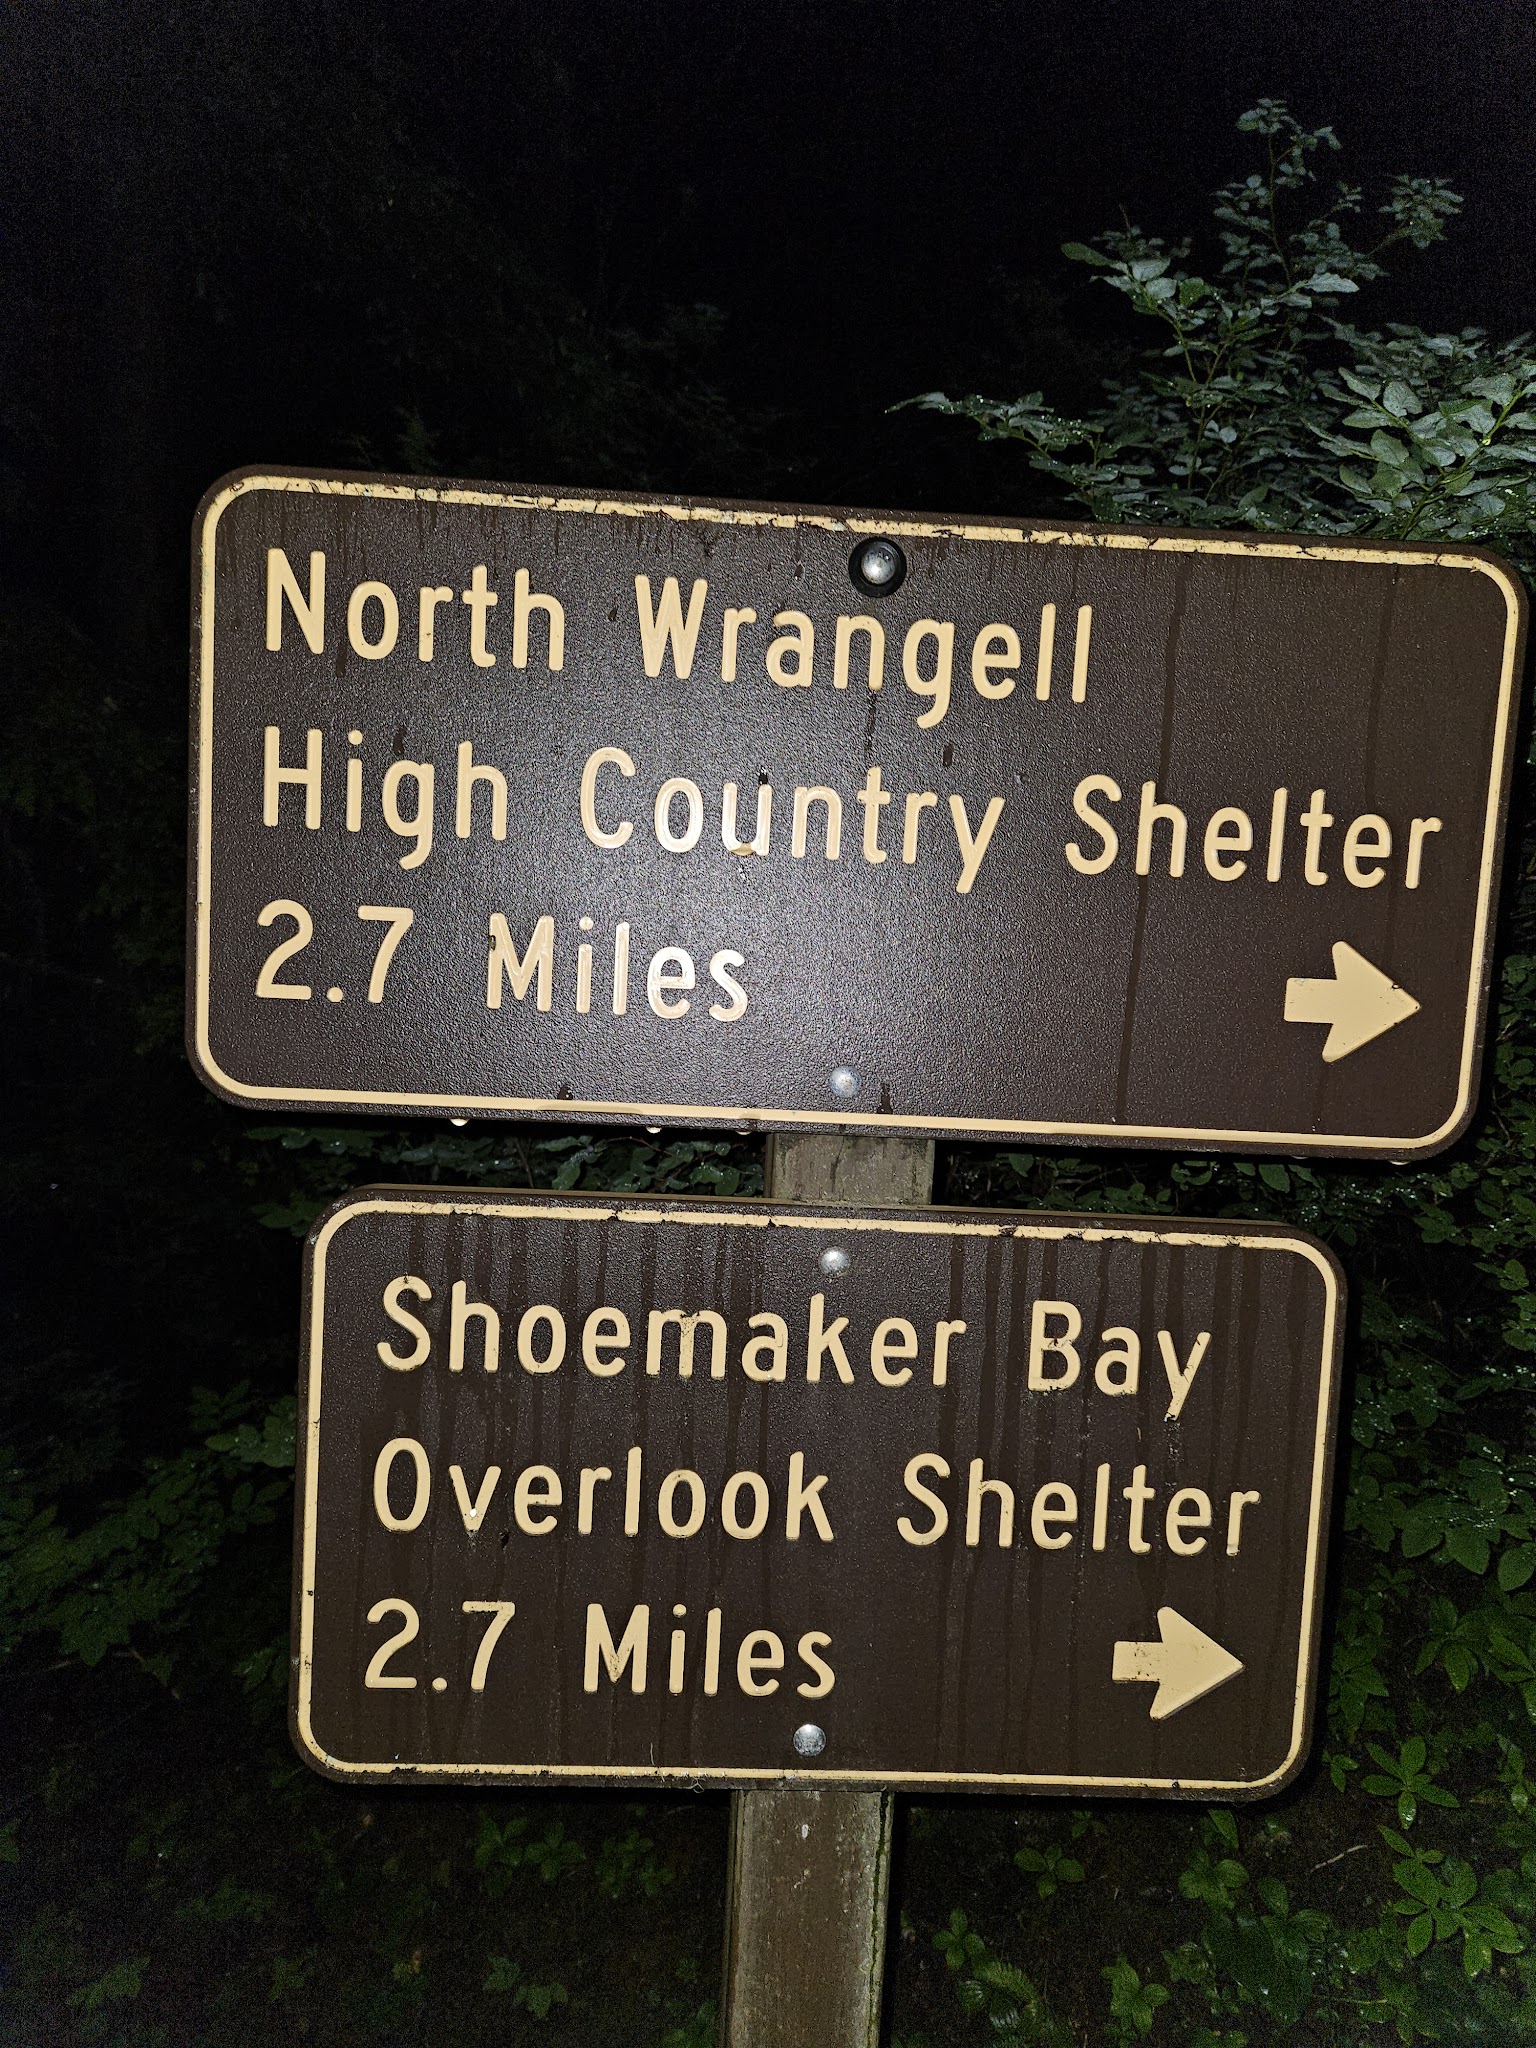 North Wrangell
High Country Shelter
2.7 Miles
Shoemaker Bay
Overlook Shelter
2.7 Miles